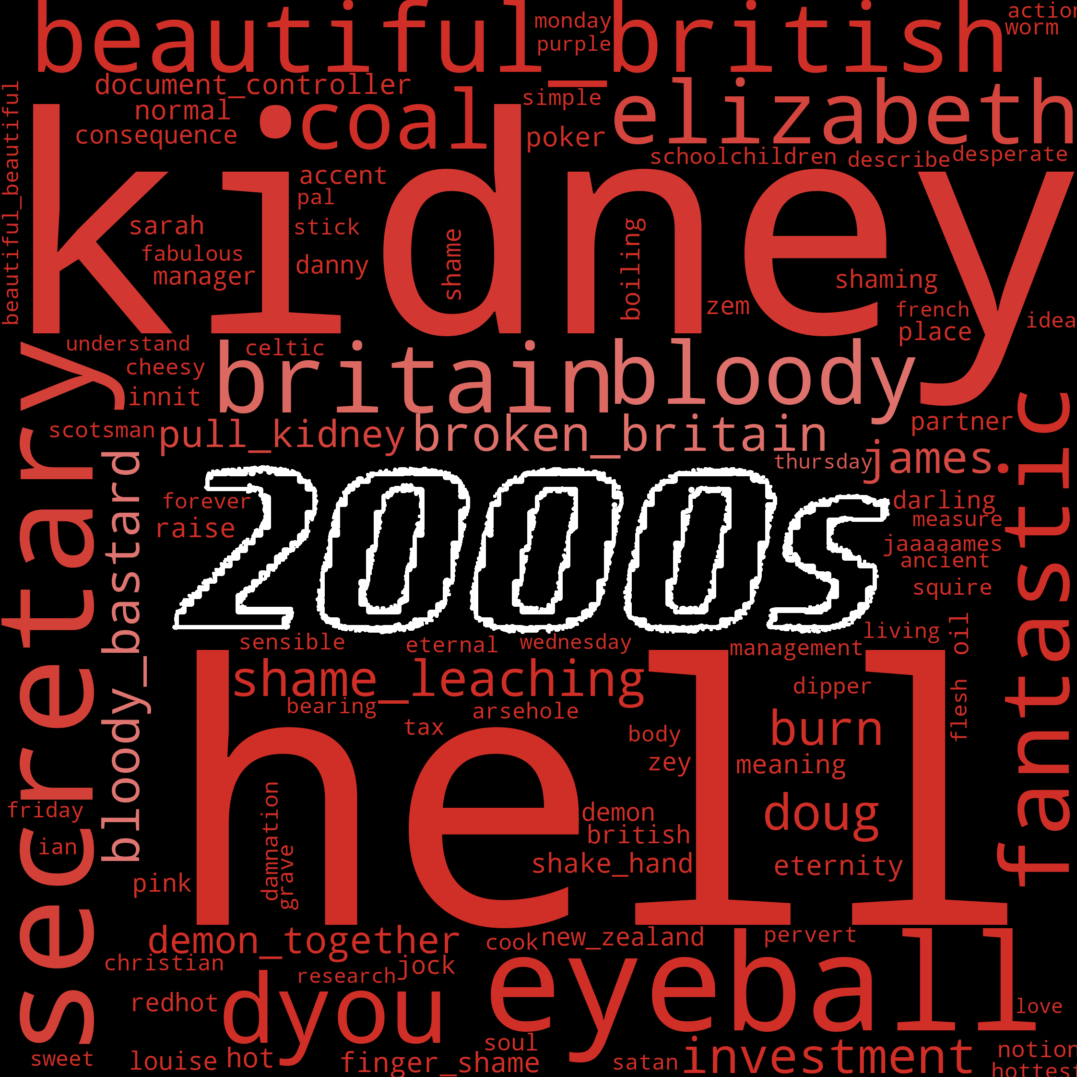 beautiful_british
monday
purple
action
worm
document_controller
normal
consequence
coal
simple
poker
elizabeth
schoolchildren
describe
desperate
beautiful_beautiful
kidney
accent
pal
sarah
stick
fabulous
manager
danny
shame
boiling
zem
shaming
french
place
idea
understand
cheesy
innit
celtic
britain
bloody
scotsman
pull_kidney
broken_britain
partner
thursday
james
secretary
bloody_bastard
forever
raise
2000s
darling
measure
jaaaames
ancient
squire
fantastic
sensible
eternal
wednesday
living
management
oil
shame_leaching
bearing
arsehole
tax
dipper
flesh
hell
body
zey
burn
meaning
doug
friday
ian
damnation
grave
demon
british
shake_hand
eternity
pink
demon_together
cook
new_zealand
pervert
christian
research
jock
redhot
dyou
eyeball
love
sweet
louise
hot
finger_shame
soul
satan
investment
notion
hottest